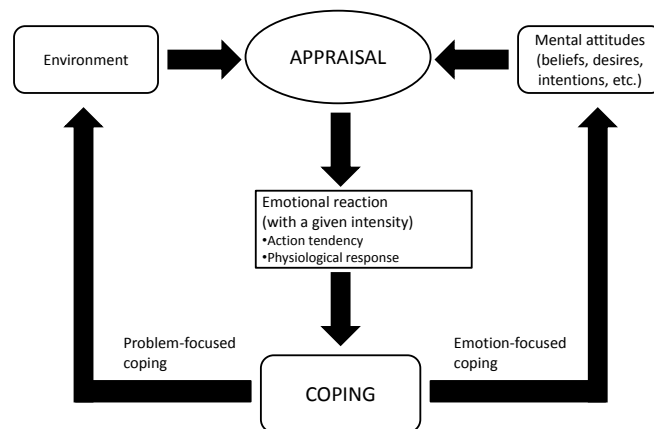 Environment
APPRAISAL
Mental attitudes
(beliefs, desires,
intentions, etc.)
Emotional reaction
(with a given intensity)
•Action tendency
•Physiological response
Problem-focused
coping
Emotion-focused
coping
COPING